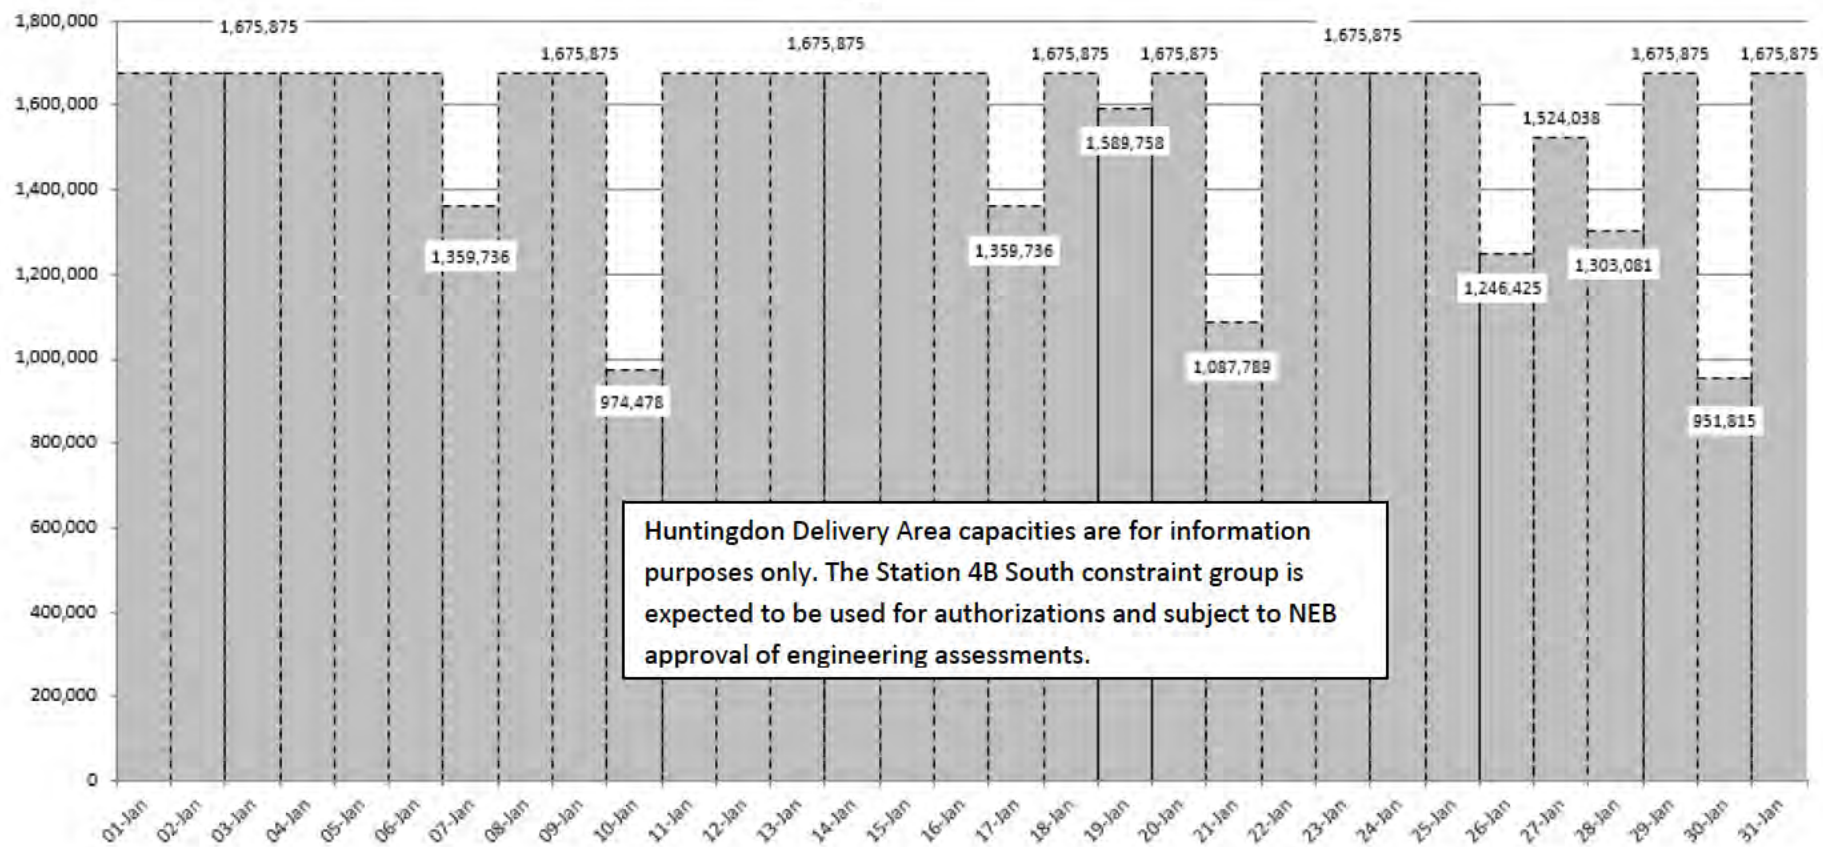 1,800,000
1,675,875
1,675,875
1,675,875
1,675,875
1,675,875
1,675,875
1,675,875
1,675,875
1,600,000
1,589,758
1,524,038
1,400,000
1,359,736
1,359,736
1,303,081
1,246,425
1,200,000
1,087,789
1,000,000
974,478
951,815
800,000
600,000
Huntingdon Delivery Area capacities are for information
purposes only. The Station 4B South constraint group is
expected to be used for authorizations and subject to NEB
approval of engineering assessments.
400,000
200,000
0
01-Jan
02-Jan
03-Jan
04-Jan
05-Jan
06-Jan
07-Jan
08-Jan
09-Jan
10-Jan
11-Jan
12-Jan
13-Jan
14-Jan
15-Jan
16-Jan
17-Jan
18-Jan
19-Jan
20-Jan
21-Jan
22-Jan
23-Jan
24-Jan
25-Jan
26-Jan
27-Jan
28-Jan
29-Jan
30-Jan
31-Jan